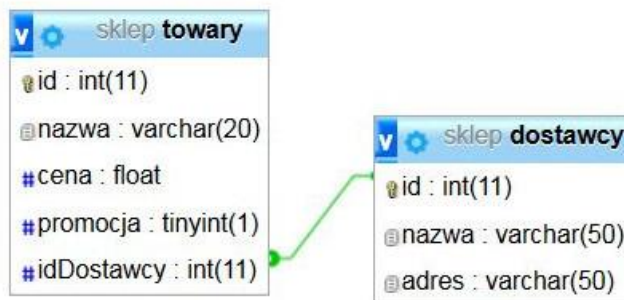 v sklep towary
id : int(11)
nazwa : varchar(20)
# cena : float
# promocja : tinyint(1)
# idDostawcy : int(11)
v sklep dostawcy
id : int(11)
nazwa : varchar(50)
adres : varchar(50)